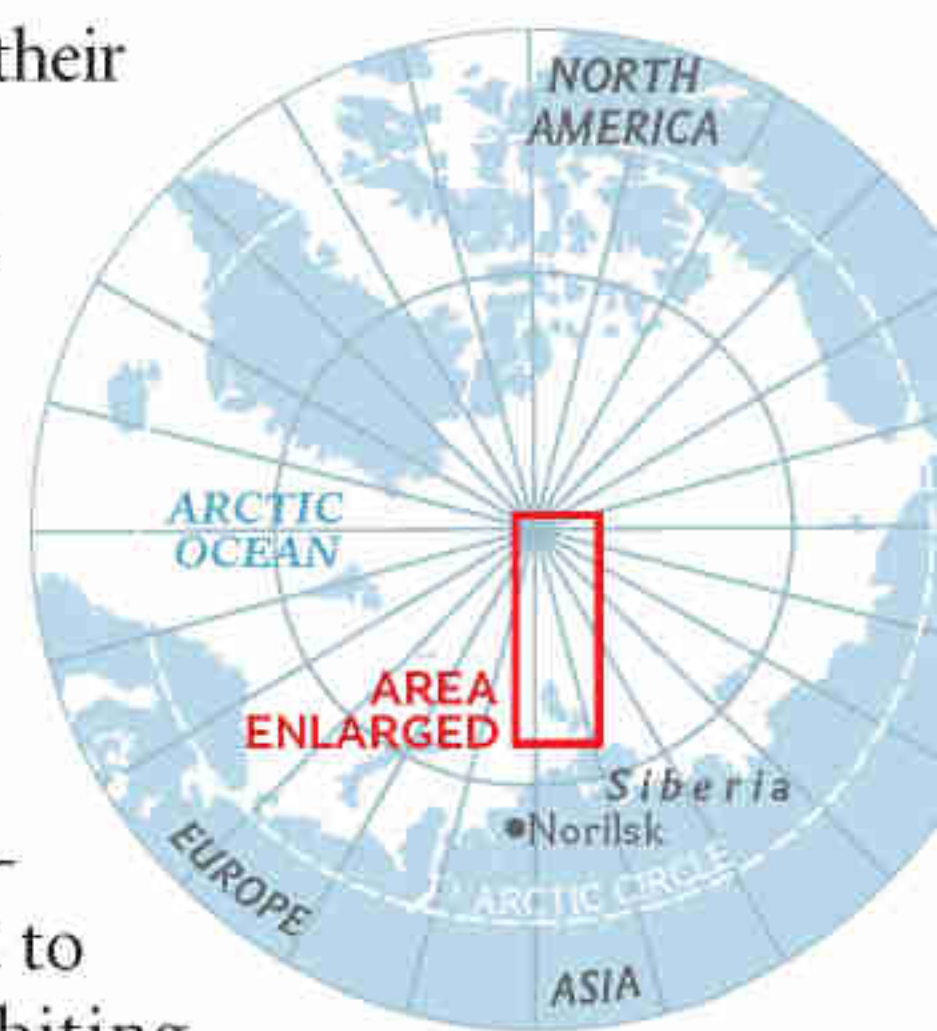 their
NORTH
AMERICA
ARCTIC
OCEAN
AREA
ENLARGED
Siberia
Norilsk
EUROPE
ARCTIC CIRCLE
ASIA
to